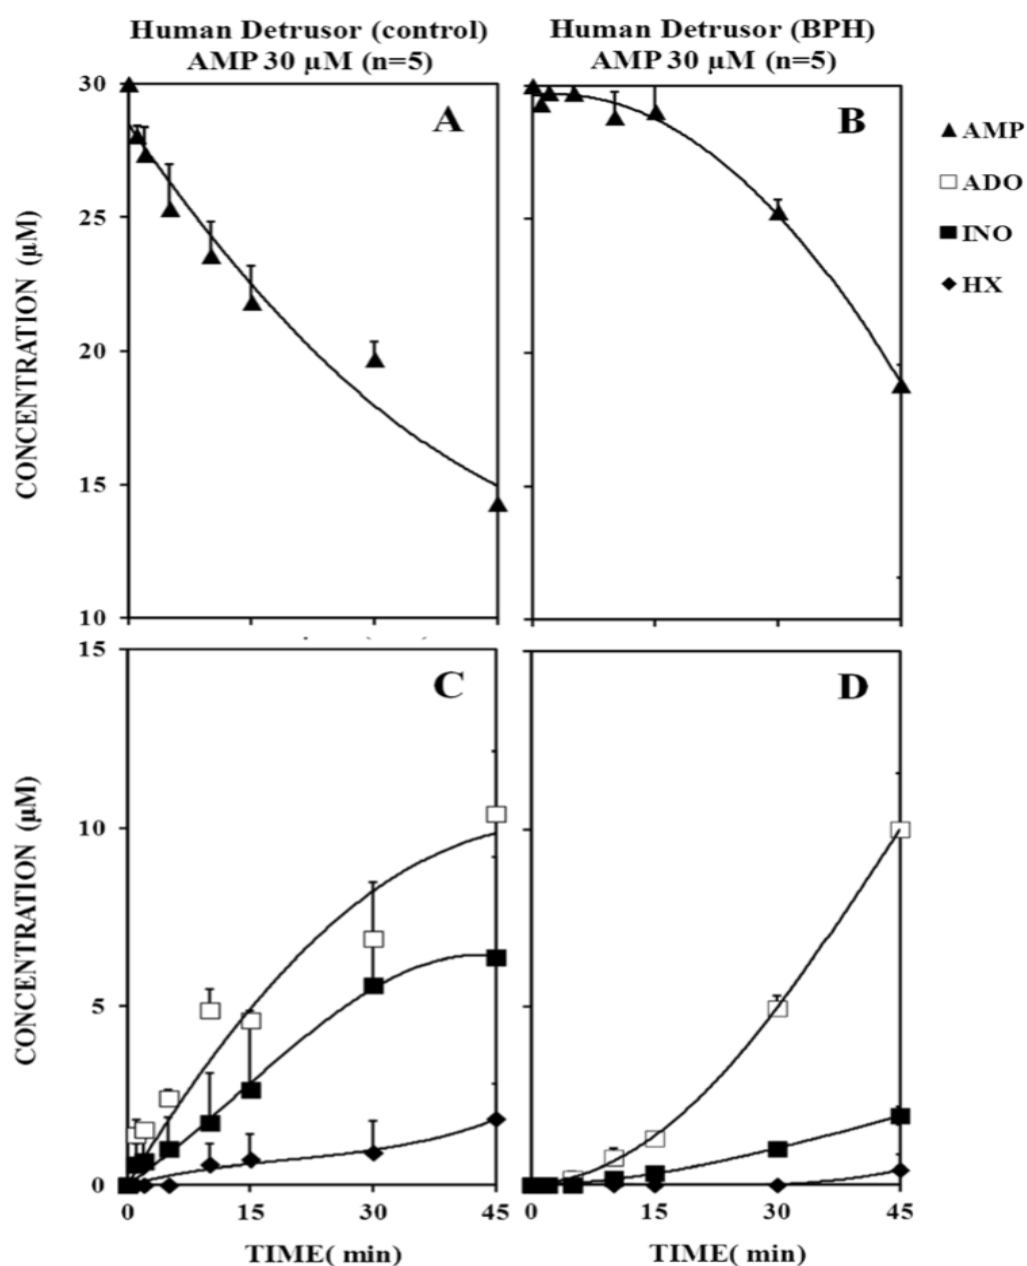 Human Detrusor (control)
AMP 30 µM (n=5)
Human Detrusor (BPH)
AMP 30 µM (n=5)
30
25
20
15
10
CONCENTRATION (µM)
A
B
AMP
ADO
INO
HX
15
10
5
0
CONCENTRATION (µM)
C
D
0 15 30 45
TIME( min)
0 15 30 45
TIME( min)